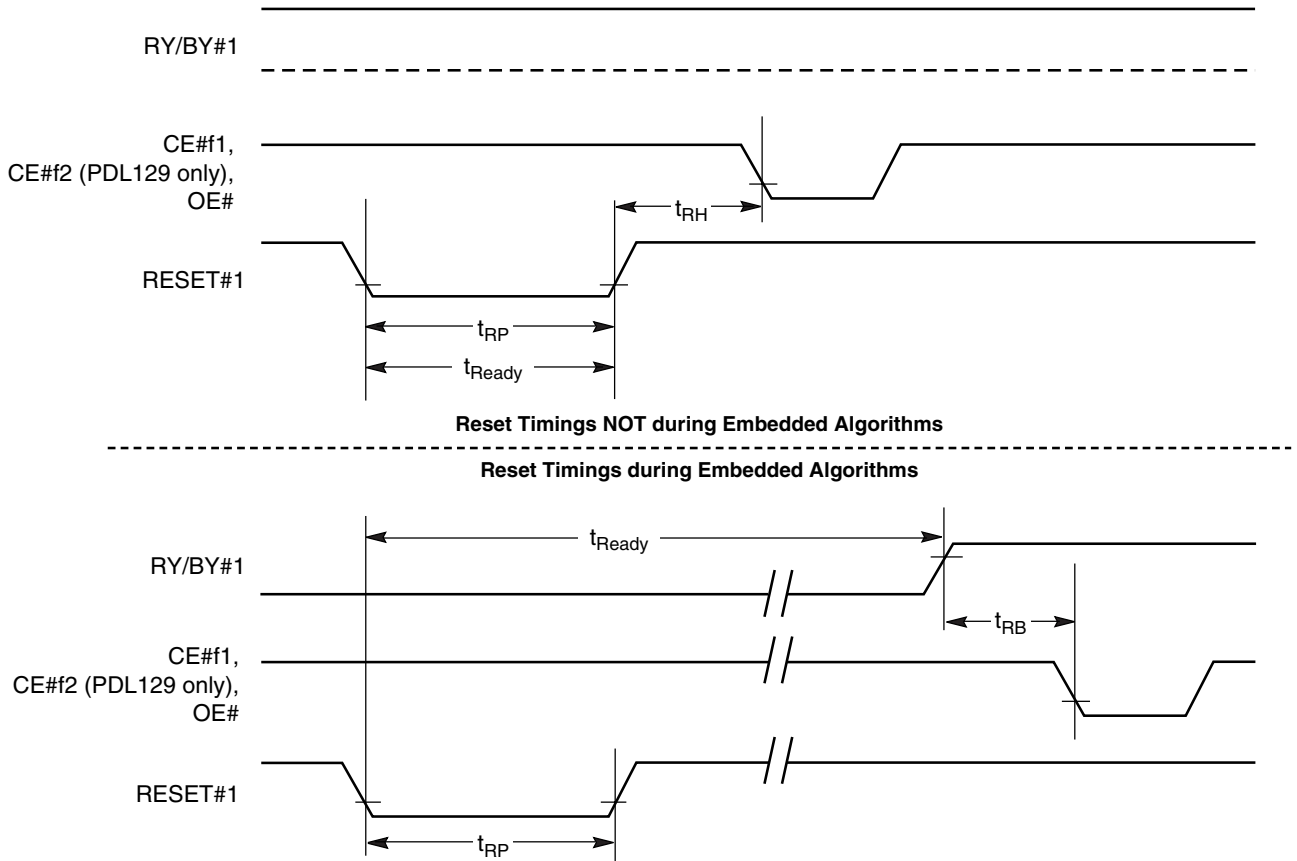 RY/BY#1
CE#f1,
CE#f2 (PDL129 only),
OE#
tRH
RESET#1
tRP
tReady
Reset Timings NOT during Embedded Algorithms
Reset Timings during Embedded Algorithms
tReady
RY/BY#1
tRB
CE#f1,
CE#f2 (PDL129 only),
OE#
RESET#1
tRP